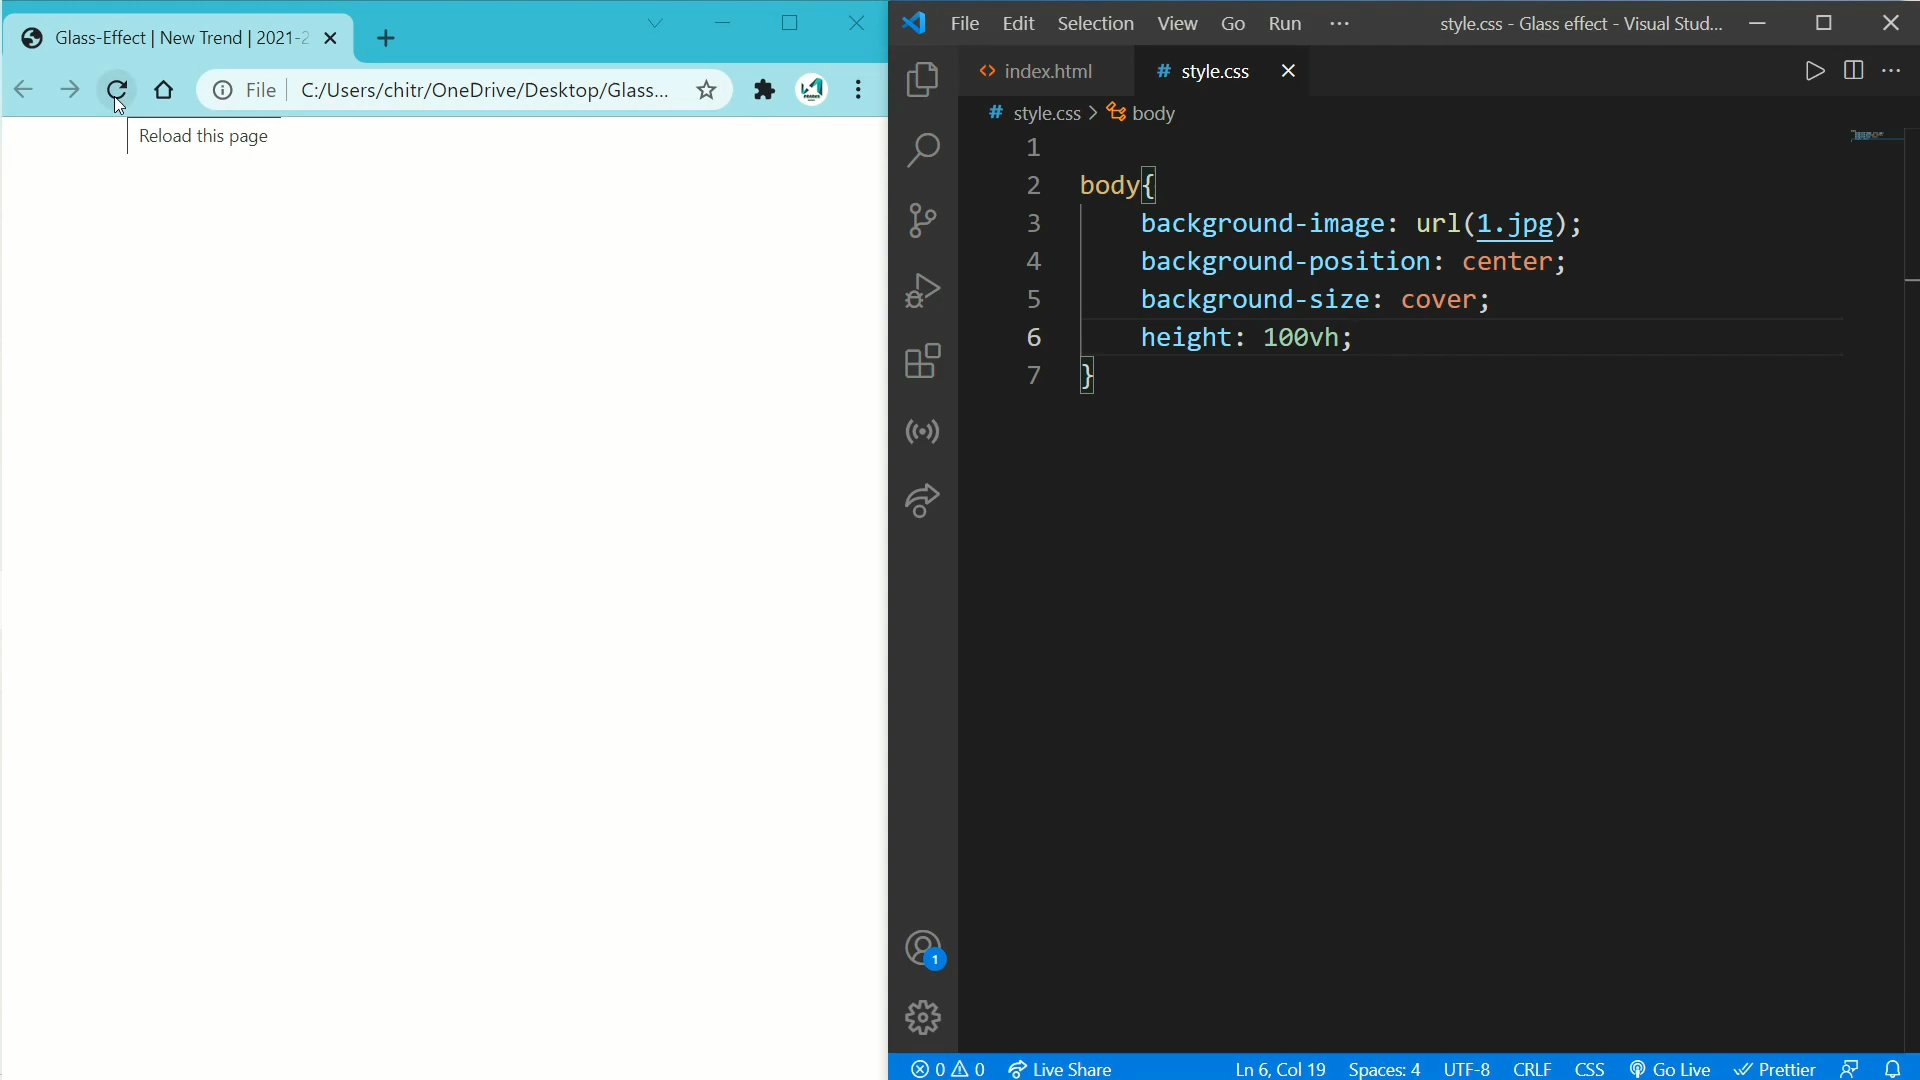 Glass-Effect | New Trend | 2021-2
File
C:/Users/chitr/OneDrive/Desktop/Glass...
Reload this page
File Edit Selection View Go Run ···
style.css - Glass effect - Visual Stud...
<> index.html
# style.css
# style.css > body
1
2 body{
3 background-image: url(1.jpg);
4 background-position: center;
5 background-size: cover;
6 height: 100vh;
7 }
1
0 0 Live Share Ln 6, Col 19 Spaces: 4 UTF-8 CRLF CSS Go Live Prettier